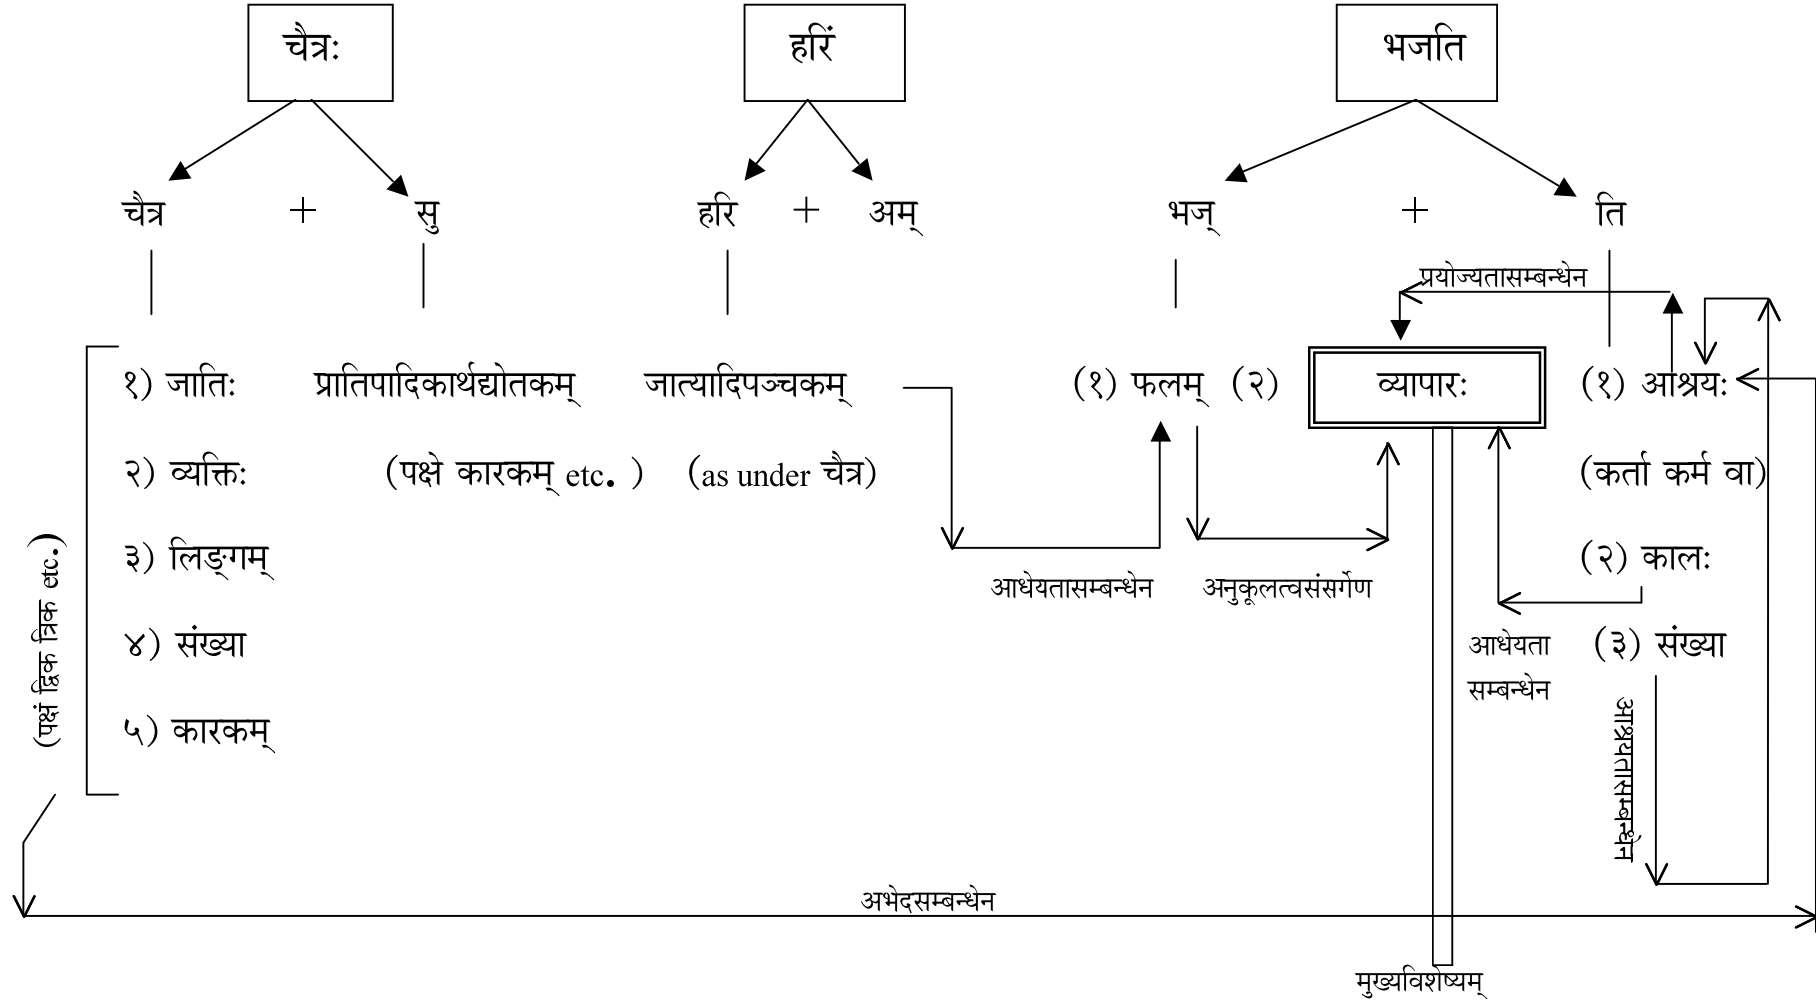 चैत्रः हरिं भजति
चैत्र + सु हरि + अम् भज् + ति
प्रयोज्यतासम्बन्धेन
१) जातिः प्रातिपादिकार्थद्योतकम् जात्यादिपञ्चकम् (१) फलम् (२) व्यापारः (१) आश्रयः
२) व्यक्तिः (पक्षे कारकम् etc. ) (as under चैत्र) (कर्ता कर्म वा)
३) लिङ्गम् (२) कालः
आधेयतासम्बन्धेन अनुकूलत्वसंसर्गेण
४) संख्या आधेयता (३) संख्या
सम्बन्धेन
५) कारकम्
(पक्षं द्विक त्रिक etc.)
आश्रयतासम्बन्धेन
अभेदसम्बन्धेन
मुख्यविशेष्यम्